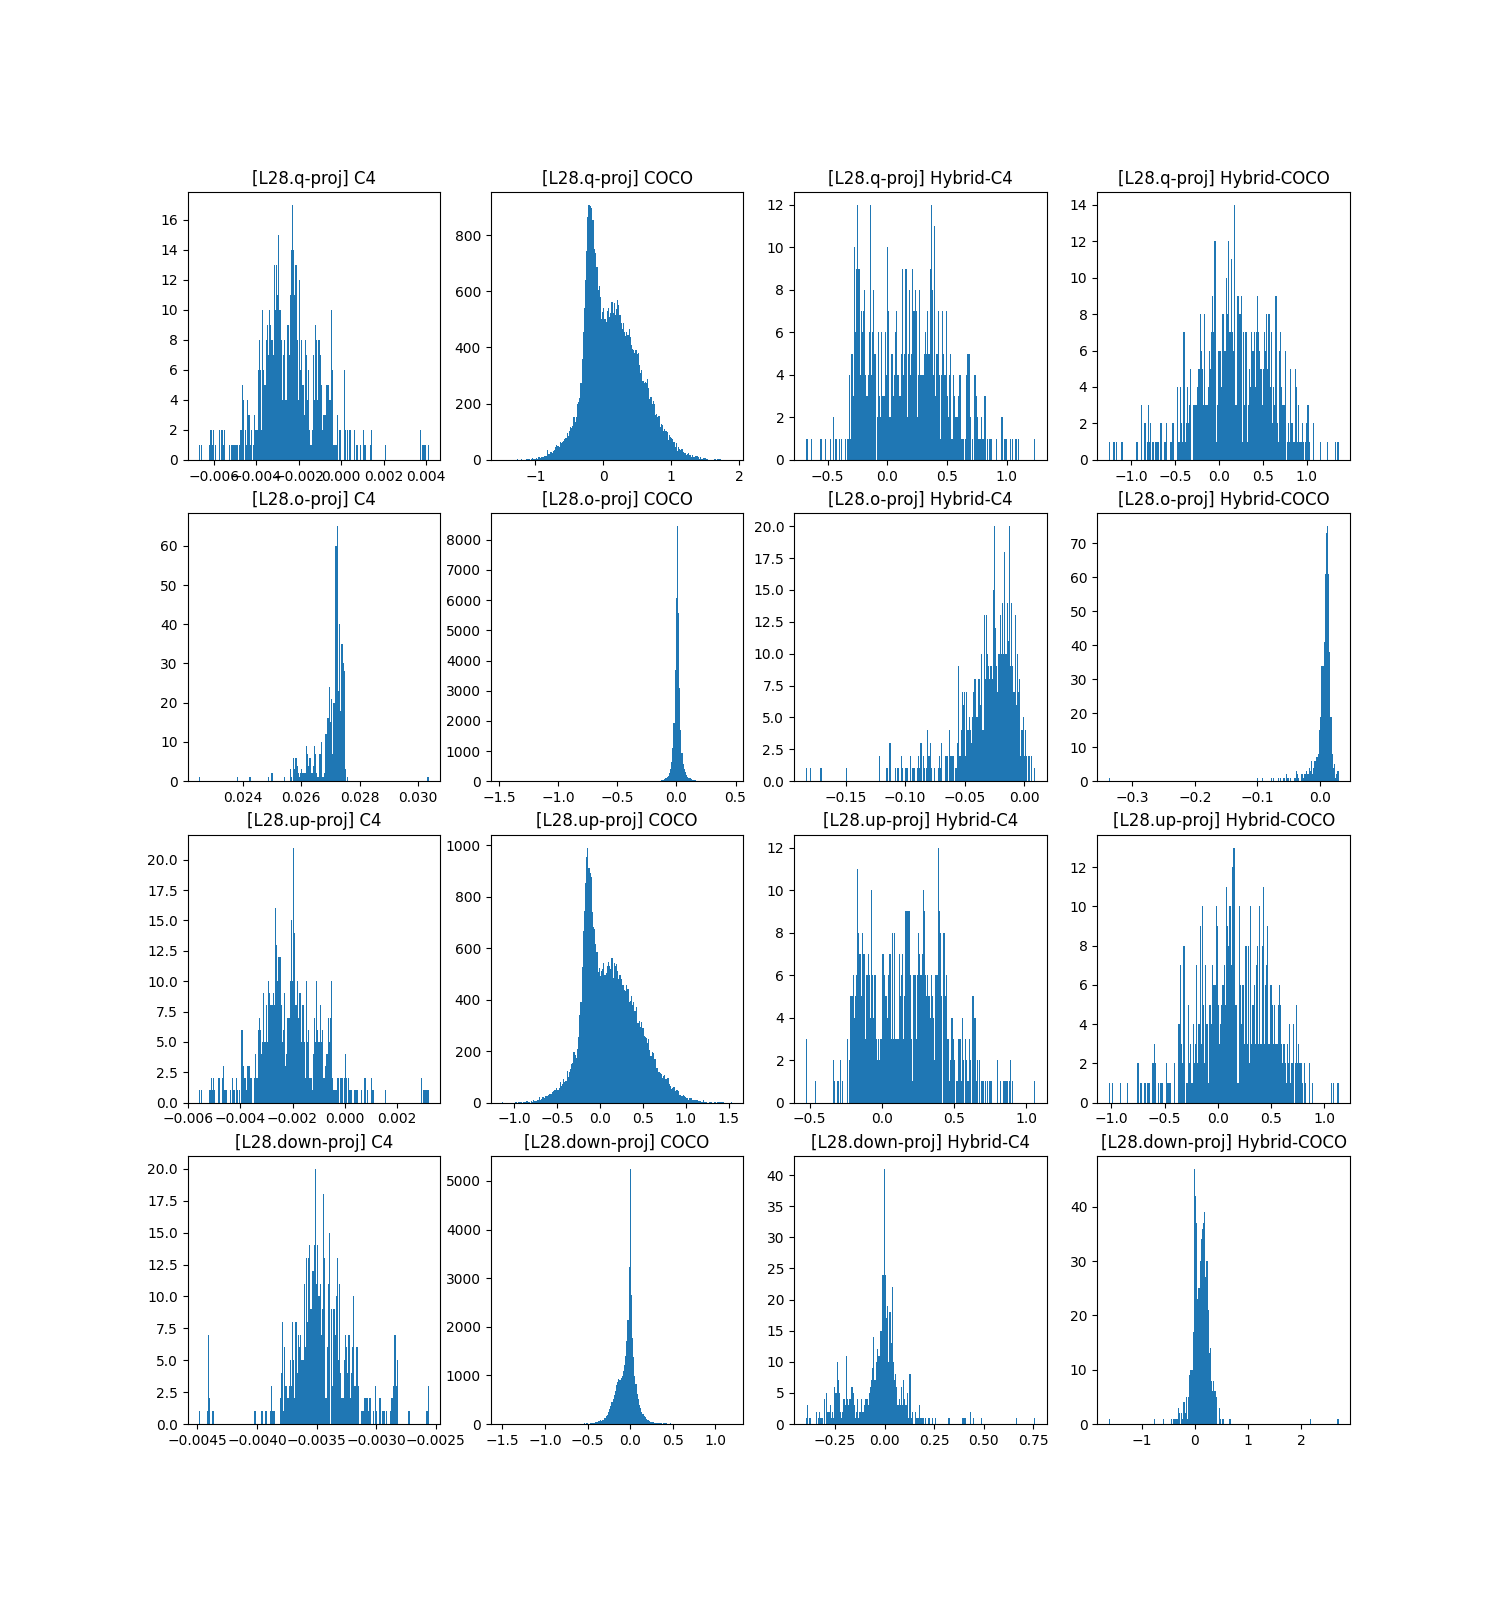 [L28.q-proj] C4 [L28.q-proj] COCO [L28.q-proj] Hybrid-C4 [L28.q-proj] Hybrid-COCO
16 14 12 10 8 6 4 2 0
−0.006 −0.004 −0.002 0.000 0.002 0.004
800 600 400 200 0
−1 0 1 2
12 10 8 6 4 2 0
−0.5 0.0 0.5 1.0
14 12 10 8 6 4 2 0
−1.0 −0.5 0.0 0.5 1.0
[L28.o-proj] C4 [L28.o-proj] COCO [L28.o-proj] Hybrid-C4 [L28.o-proj] Hybrid-COCO
60 50 40 30 20 10 0
0.024 0.026 0.028 0.030
8000 7000 6000 5000 4000 3000 2000 1000 0
−1.5 −1.0 −0.5 0.0 0.5
20.0 17.5 15.0 12.5 10.0 7.5 5.0 2.5 0.0
−0.15 −0.10 −0.05 0.00
70 60 50 40 30 20 10 0
−0.3 −0.2 −0.1 0.0
[L28.up-proj] C4 [L28.up-proj] COCO [L28.up-proj] Hybrid-C4 [L28.up-proj] Hybrid-COCO
20.0 17.5 15.0 12.5 10.0 7.5 5.0 2.5 0.0
−0.006 −0.004 −0.002 0.000 0.002
1000 800 600 400 200 0
−1.0 −0.5 0.0 0.5 1.0 1.5
12 10 8 6 4 2 0
−0.5 0.0 0.5 1.0
12 10 8 6 4 2 0
−1.0 −0.5 0.0 0.5 1.0
[L28.down-proj] C4 [L28.down-proj] COCO [L28.down-proj] Hybrid-C4 [L28.down-proj] Hybrid-COCO
20.0 17.5 15.0 12.5 10.0 7.5 5.0 2.5 0.0
−0.0045 −0.0040 −0.0035 −0.0030 −0.0025
5000 4000 3000 2000 1000 0
−1.5 −1.0 −0.5 0.0 0.5 1.0
40 35 30 25 20 15 10 5 0
−0.25 0.00 0.25 0.50 0.75
40 30 20 10 0
−1 0 1 2